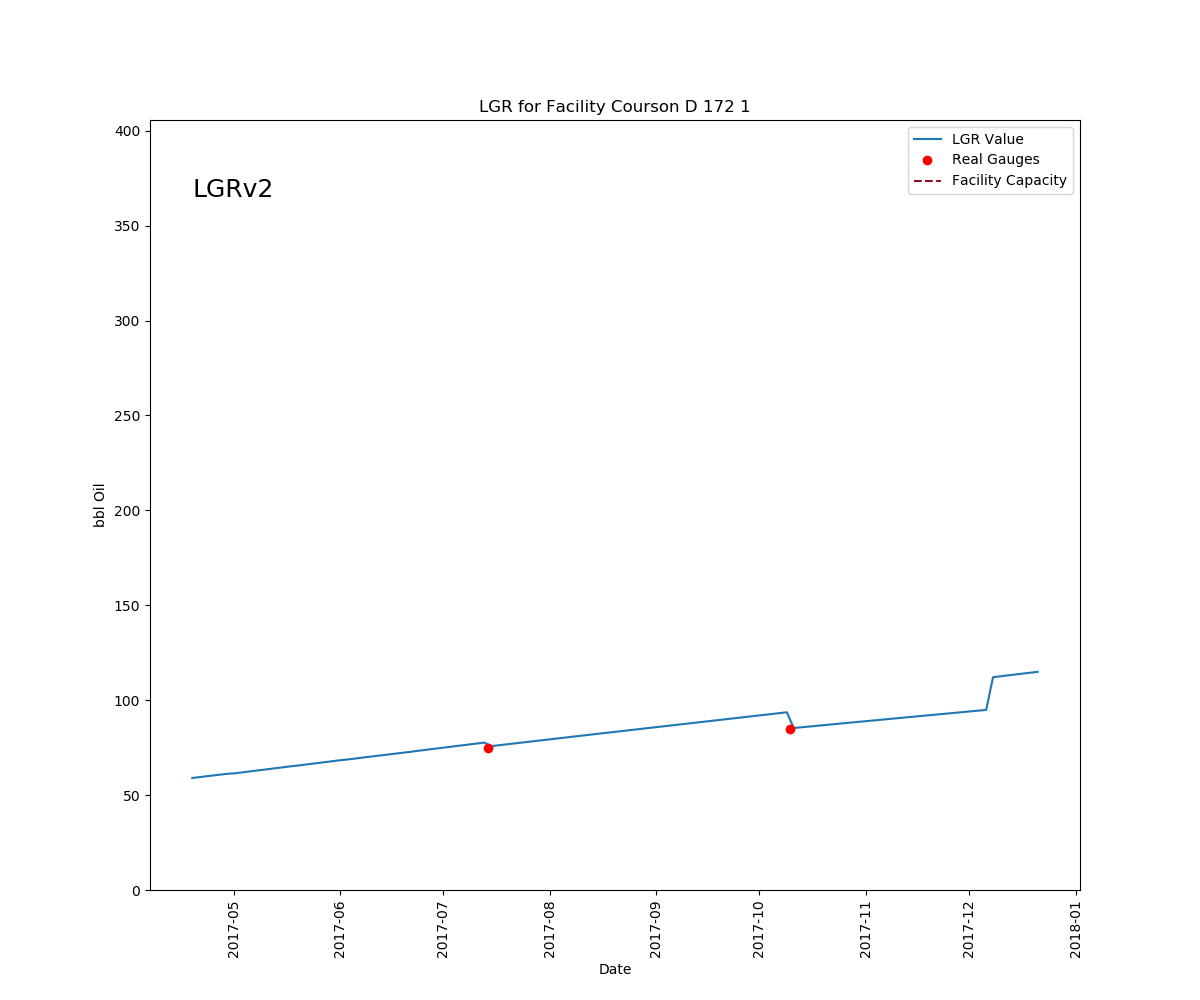 LGR for Facility Courson D 172 1
LGRv2
LGR Value
Real Gauges
Facility Capacity
bbl Oil
400
350
300
250
200
150
100
50
0
2017-05
2017-06
2017-07
2017-08
2017-09
2017-10
2017-11
2017-12
2018-01
Date